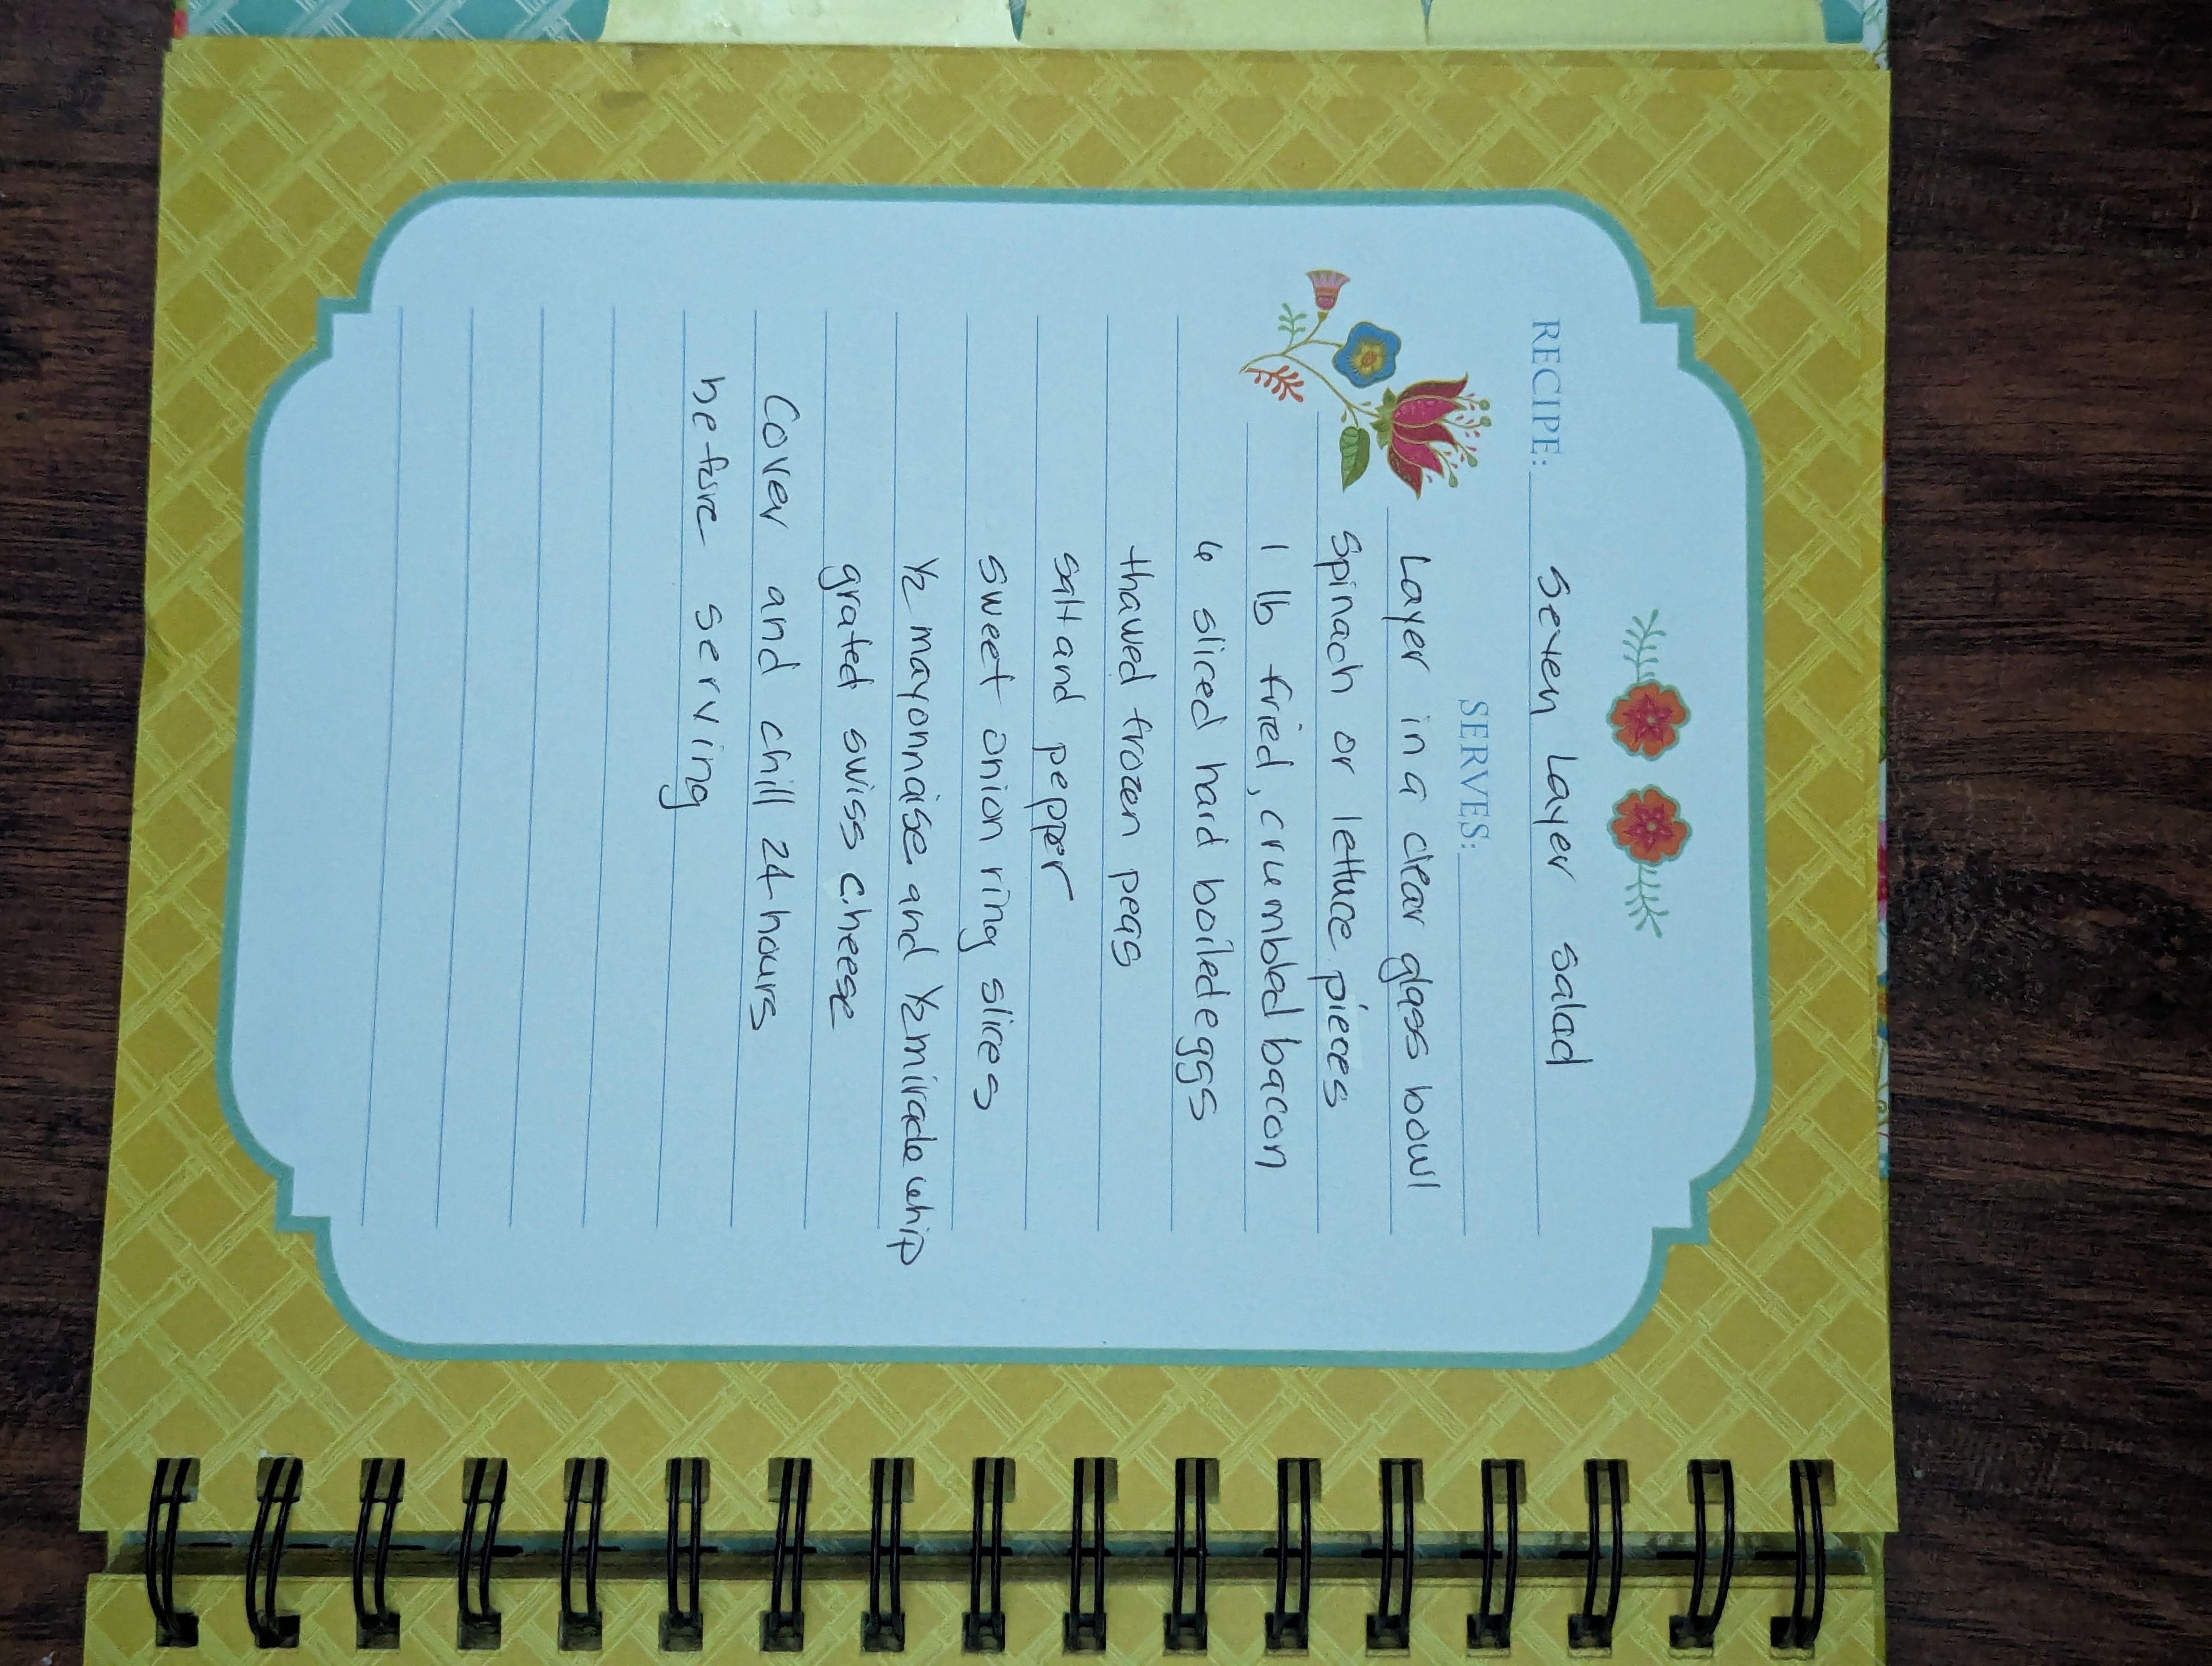 RECIPE: Seven Layer salad
SERVES:
Layer in a clear glass bowl
Spinach or lettuce pieces
1 lb fried, crumbled bacon
6 sliced hard boiled eggs
thawed frozen peas
salt and pepper
sweet onion ring slices
½ mayonnaise and ½ miracle whip
grated swiss cheese
Cover and chill 24 hours
before serving